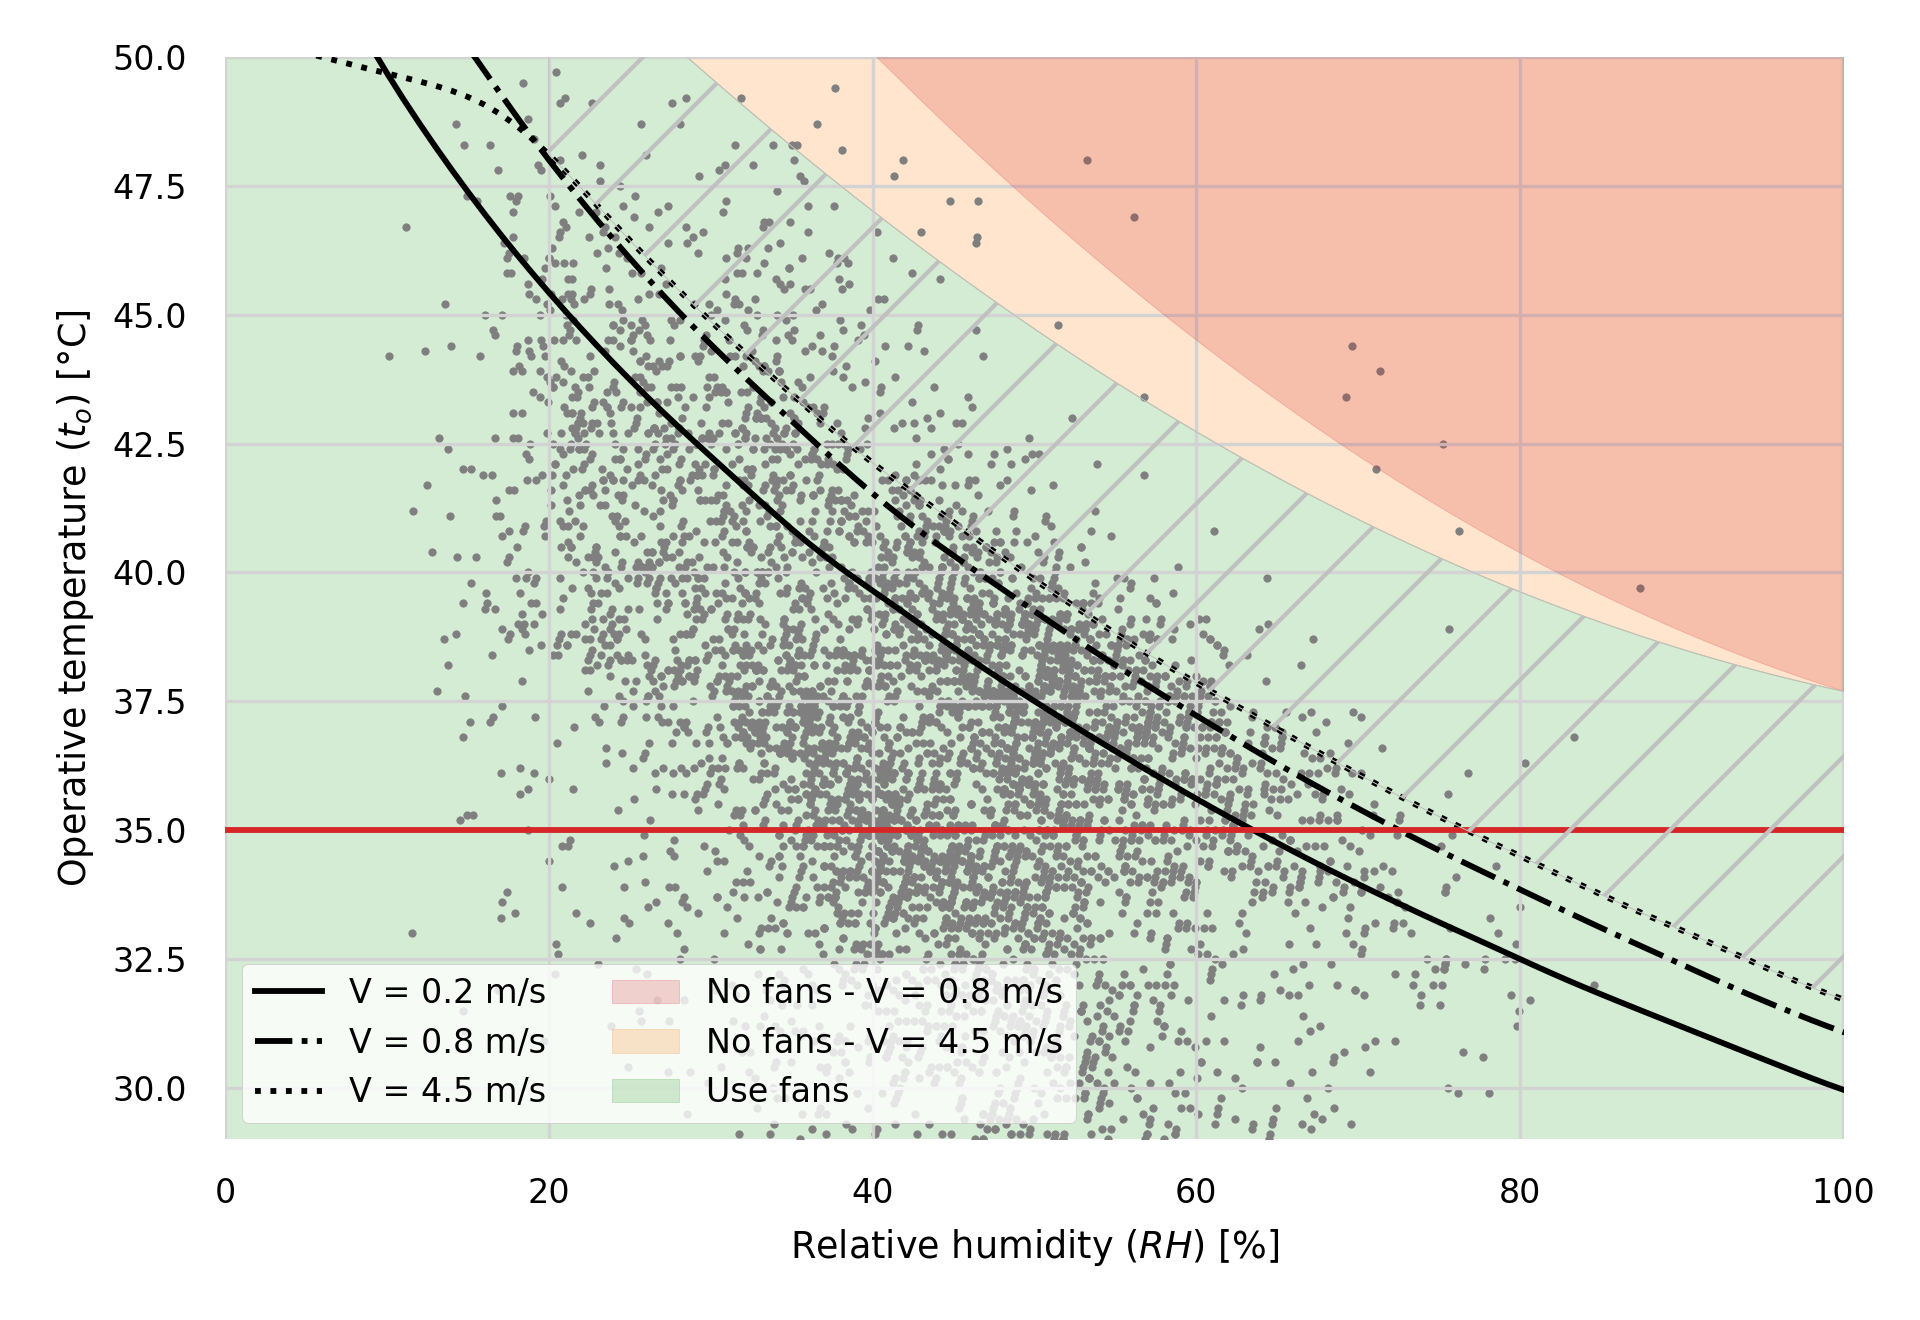 50.0
47.5
45.0
42.5
40.0
37.5
35.0
32.5
30.0
Operative temperature (tₒ) [°C]
V = 0.2 m/s
V = 0.8 m/s
V = 4.5 m/s
No fans - V = 0.8 m/s
No fans - V = 4.5 m/s
Use fans
0 20 40 60 80 100
Relative humidity (RH) [%]